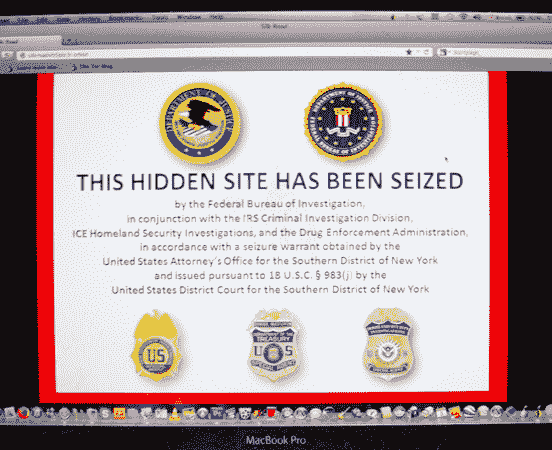 Silk Road
THIS HIDDEN SITE HAS BEEN SEIZED
by the Federal Bureau of Investigation,
in conjunction with the IRS Criminal Investigation Division,
ICE Homeland Security Investigations, and the Drug Enforcement Administration,
in accordance with a seizure warrant obtained by the
United States Attorney's Office for the Southern District of New York
and issued pursuant to 18 U.S.C. § 983(j) by the
United States District Court for the Southern District of New York
US
U S
MacBook Pro